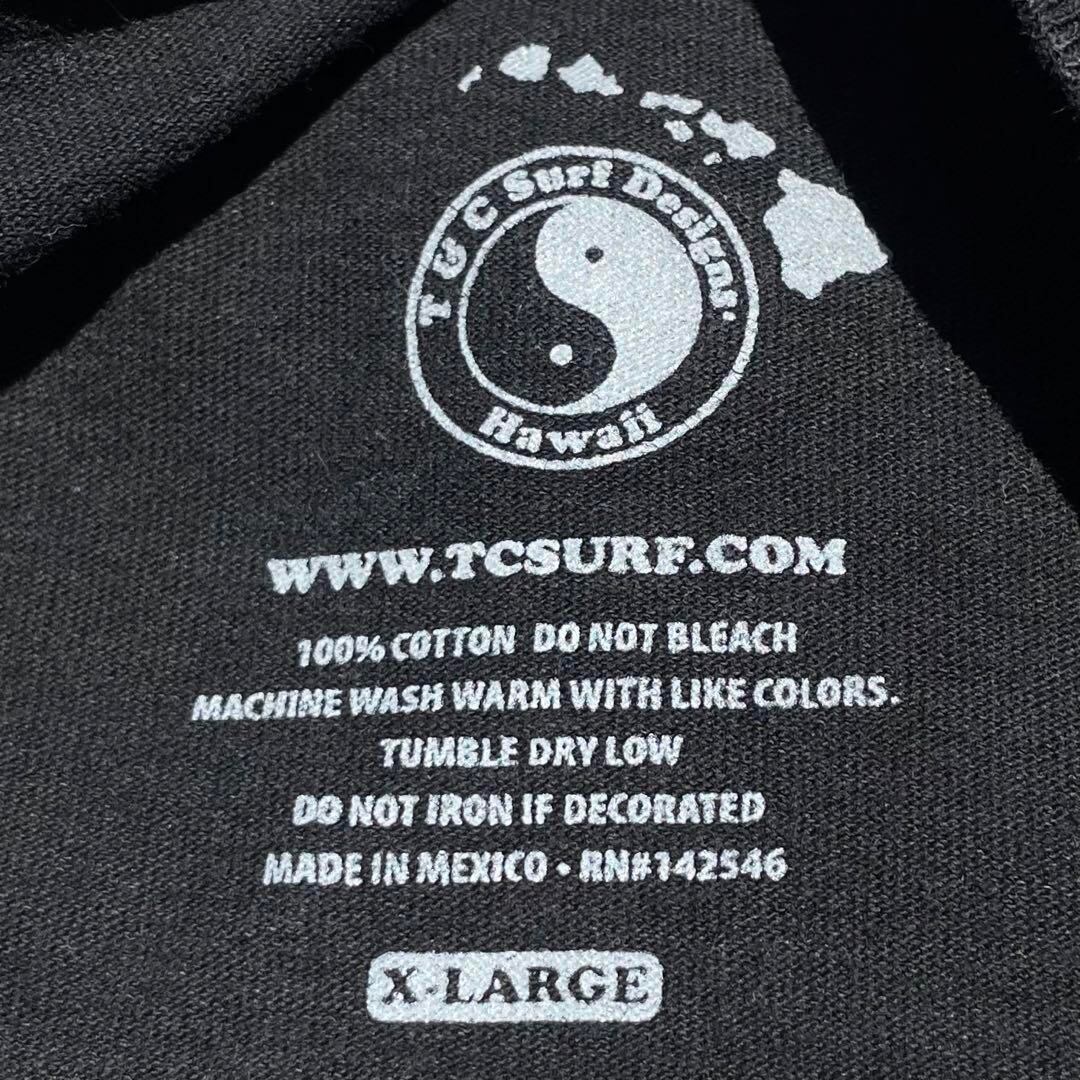 T & C Surf Designs.
Hawaii
WWW.TCSURF.COM
100% COTTON DO NOT BLEACH
MACHINE WASH WARM WITH LIKE COLORS.
TUMBLE DRY LOW
DO NOT IRON IF DECORATED
MADE IN MEXICO • RN#142546
X-LARGE